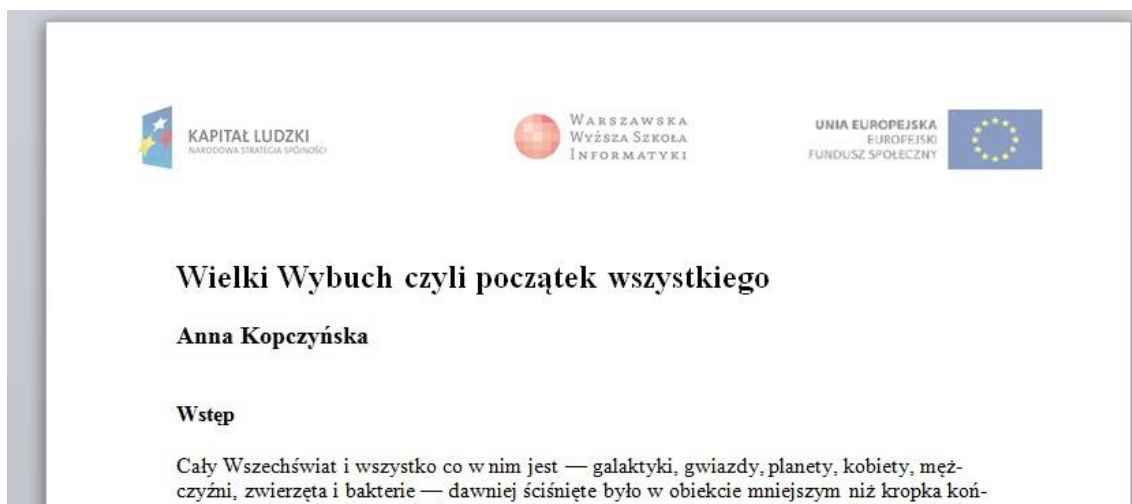 KAPITAŁ LUDZKI
NARODOWA STRATEGIA SPÓJNOŚCI
WARSZAWSKA
WYŻSZA SZKOŁA
INFORMATYKI
UNIA EUROPEJSKA
EUROPEJSKI
FUNDUSZ SPOŁECZNY
Wielki Wybuch czyli początek wszystkiego
Anna Kopczyńska
Wstęp
Cały Wszechświat i wszystko co w nim jest — galaktyki, gwiazdy, planety, kobiety, męż-
czyźni, zwierzęta i bakterie — dawniej ściśnięte było w obiekcie mniejszym niż kropka koń-